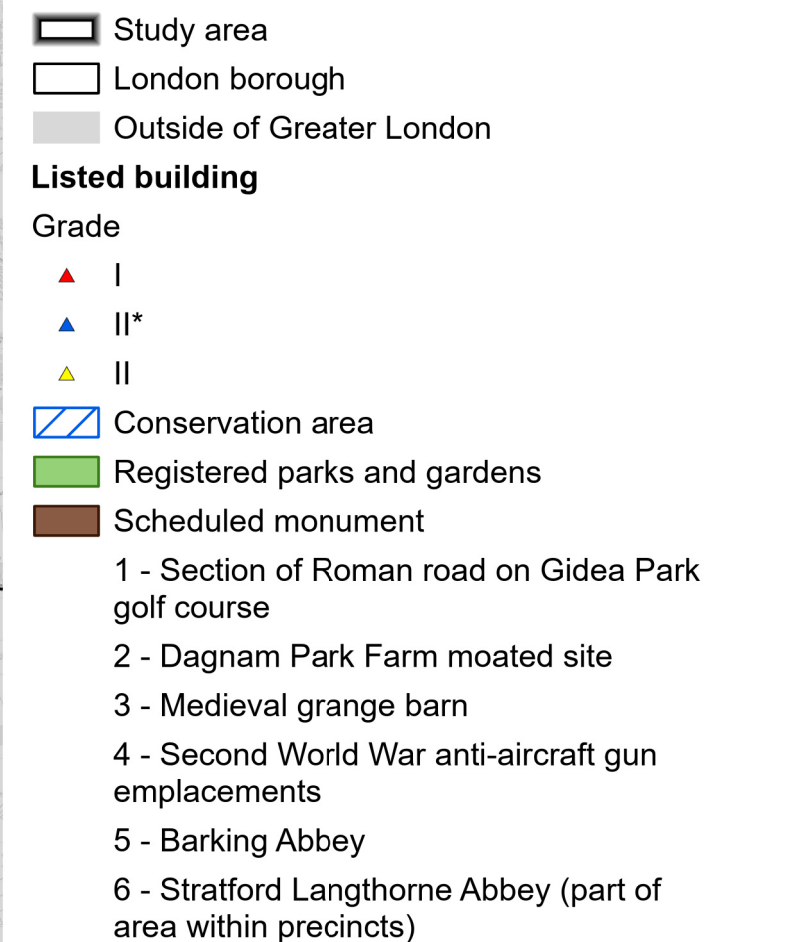 Study area
London borough
Outside of Greater London
Listed building
Grade
I
II*
II
Conservation area
Registered parks and gardens
Scheduled monument
1 - Section of Roman road on Gidea Park
golf course
2 - Dagnam Park Farm moated site
3 - Medieval grange barn
4 - Second World War anti-aircraft gun
emplacements
5 - Barking Abbey
6 - Stratford Langthorne Abbey (part of
area within precincts)